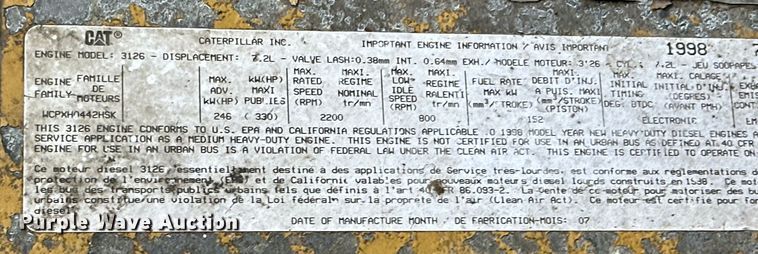 CAT CATERPILLAR INC. IMPORTANT ENGINE INFORMATION / AVIS IMPORTANT 1998
ENGINE MODEL: 3126 - DISPLACEMENT: 7.2L - VALVE LASH:0.38mm INT. 0.64mm EXH./ MODELE MOTEUR: 3126 - CYL.: 7.2L - JEU SOUPAPES
ENGINE FAMILY- FAMILLE DE MOTEURS MAX. ADV. kW(HP) kW(HP) MAXI PUBLIES MAX. RATED SPEED (RPM) MAXI. REGIME NOMINAL tr/mn MAX. LOW IDLE SPEED (RPM) MAXI. REGIME RALENTI tr/mn FUEL RATE MAX kW (mm³/ STROKE) DEBIT D'INJ. A PUIS. MAXI (mm³/STROKE) (PISTON) INITIAL TIMING DEG. BTDC MAXI. CALAGE INITIAL D'INJ. (DEGRES) (AVANT PMH)
246 (330) 2200 800 152 ELECTRONIC
THIS 3126 ENGINE CONFORMS TO U.S. EPA AND CALIFORNIA REGULATIONS APPLICABLE TO 1998 MODEL YEAR NEW HEAVY-DUTY DIESEL ENGINES
SERVICE APPLICATION AS A MEDIUM HEAVY-DUTY ENGINE. THIS ENGINE IS NOT CERTIFIED FOR USE IN AN URBAN BUS AS DEFINED AT 40 CFR
ENGINE FOR USE IN AN URBAN BUS IS A VIOLATION OF FEDERAL LAW UNDER THE CLEAN AIR ACT. THIS ENGINE IS CERTIFIED TO OPERATE ON
Ce moteur diesel 3126, essentiellement destiné à des applications de Service très-lourdes, est conforme aux réglementations
protection de l'environnement (EPA) et de Californie valables pour nouveaux moteurs diesel lourds construits en 1998. Ce
les bus des transports publics urbains tels que définis à l'art 40 CFR 86.093-2. La vente de ce moteur pour motoriser des bus
urbains constitue une violation de la Loi fédérale sur la propreté de l'air (Clean Air Act). Ce moteur est certifié pour
diesel.
DATE OF MANUFACTURE MONTH / DE FABRICATION-MOIS: 07
Purple Wave Auction